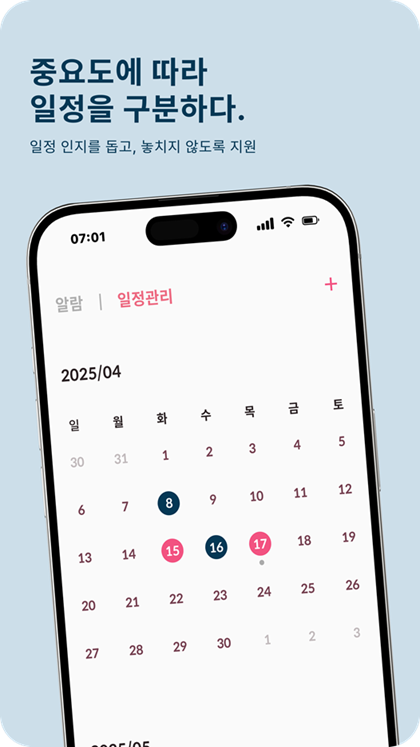 중요도에 따라
일정을 구분하다.
일정 인지를 돕고, 놓치지 않도록 지원
07:01
알람 | 일정관리 +
2025/04
일 월 화 수 목 금 토
30 31 1 2 3 4 5
6 7 8 9 10 11 12
13 14 15 16 17 18 19
20 21 22 23 24 25 26
27 28 29 30 1 2 3
2025/05